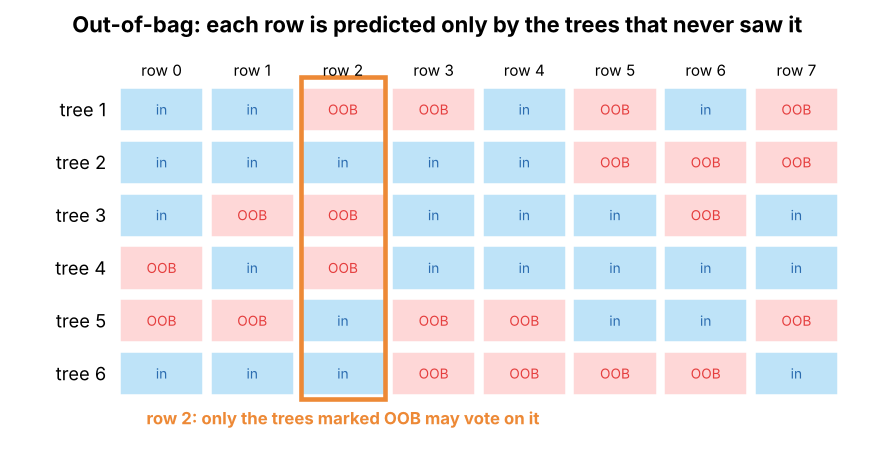 Out-of-bag: each row is predicted only by the trees that never saw it
row 0 row 1 row 2 row 3 row 4 row 5 row 6 row 7
tree 1 in in OOB OOB in OOB in OOB
tree 2 in in in in in OOB OOB OOB
tree 3 in OOB OOB in in in OOB in
tree 4 OOB in OOB in in in in in
tree 5 OOB OOB in OOB OOB in in OOB
tree 6 in in in OOB OOB OOB OOB in
row 2: only the trees marked OOB may vote on it